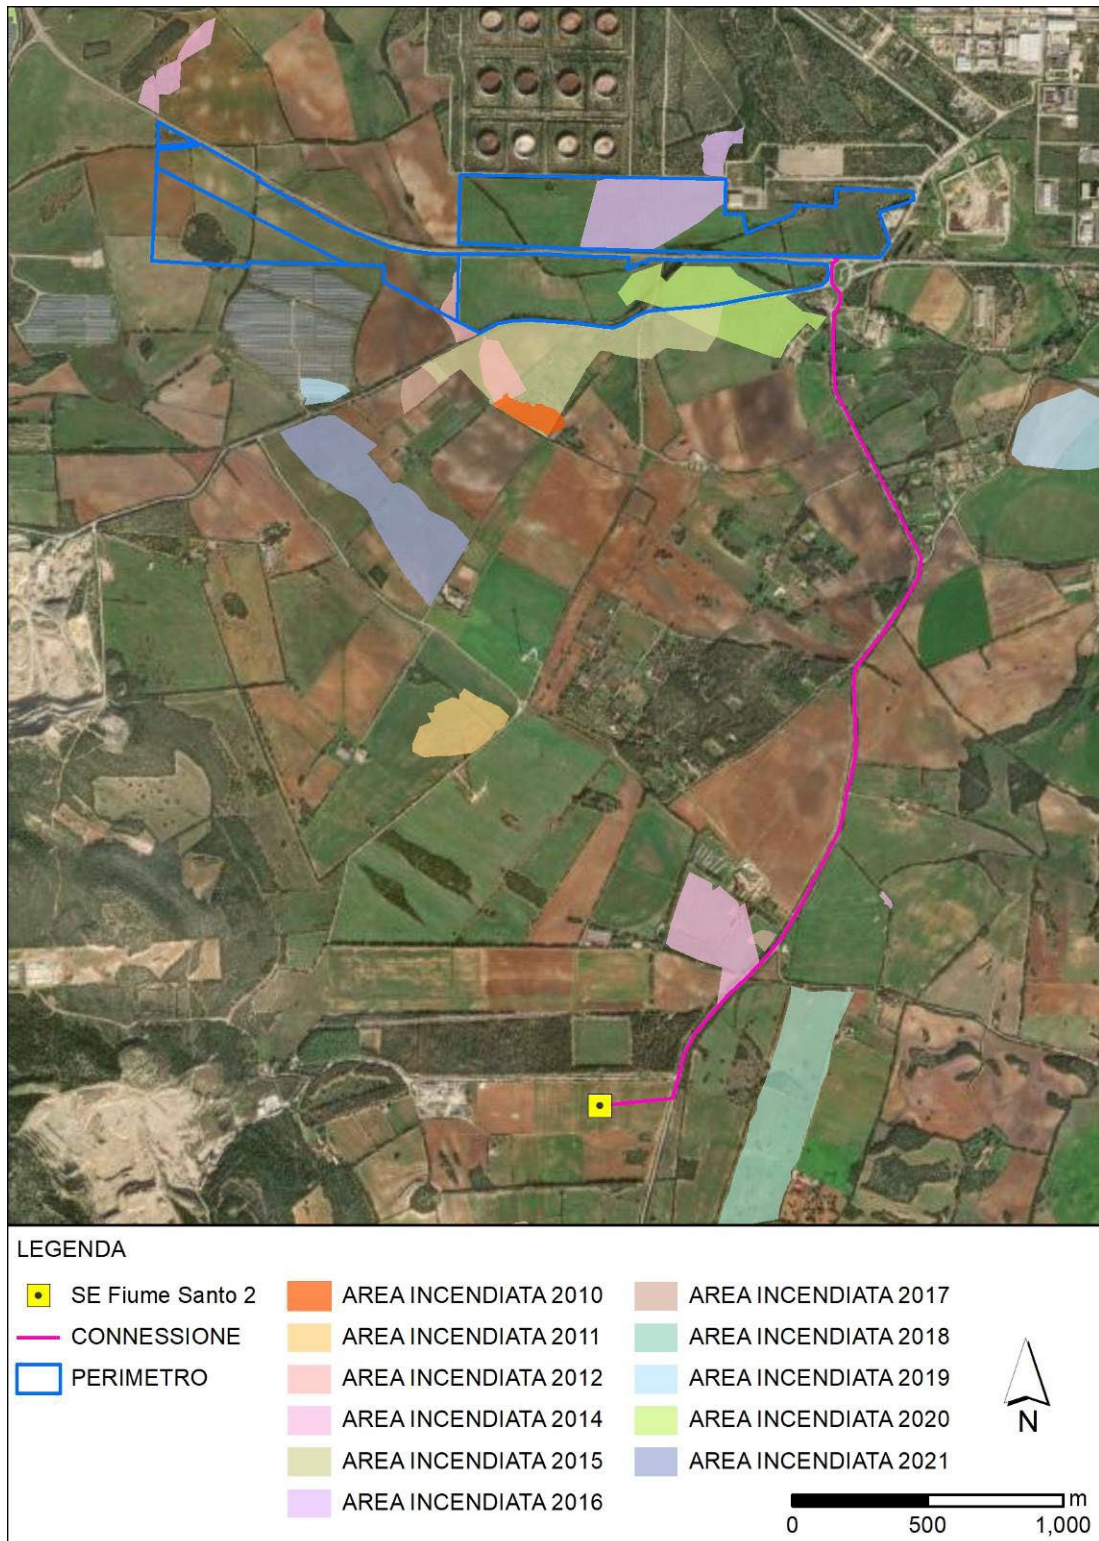 LEGENDA
SE Fiume Santo 2
CONNESSIONE
PERIMETRO
AREA INCENDIATA 2010
AREA INCENDIATA 2011
AREA INCENDIATA 2012
AREA INCENDIATA 2014
AREA INCENDIATA 2015
AREA INCENDIATA 2016
AREA INCENDIATA 2017
AREA INCENDIATA 2018
AREA INCENDIATA 2019
AREA INCENDIATA 2020
AREA INCENDIATA 2021
N
m
0 500 1,000